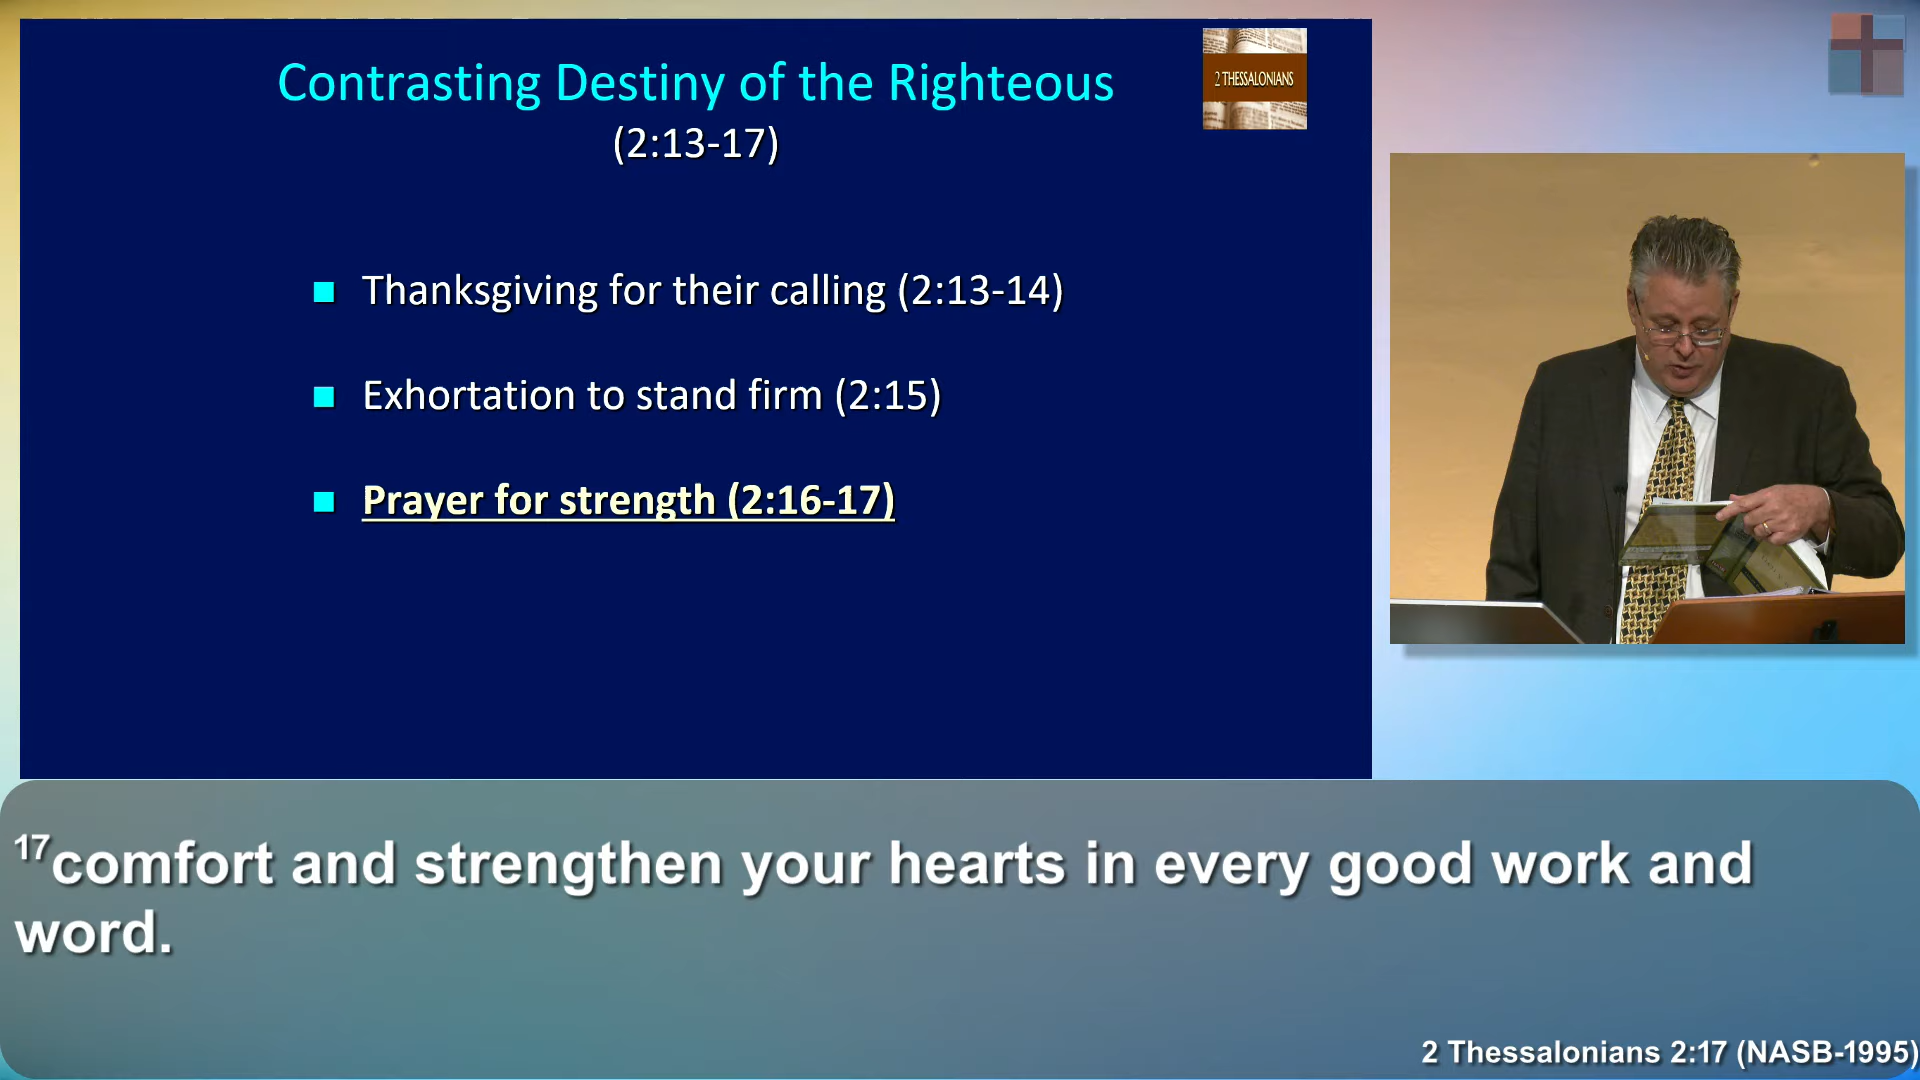 Contrasting Destiny of the Righteous
(2:13-17)
2 THESSALONIANS
■ Thanksgiving for their calling (2:13-14)
■ Exhortation to stand firm (2:15)
■ Prayer for strength (2:16-17)
17comfort and strengthen your hearts in every good work and
word.
2 Thessalonians 2:17 (NASB-1995)